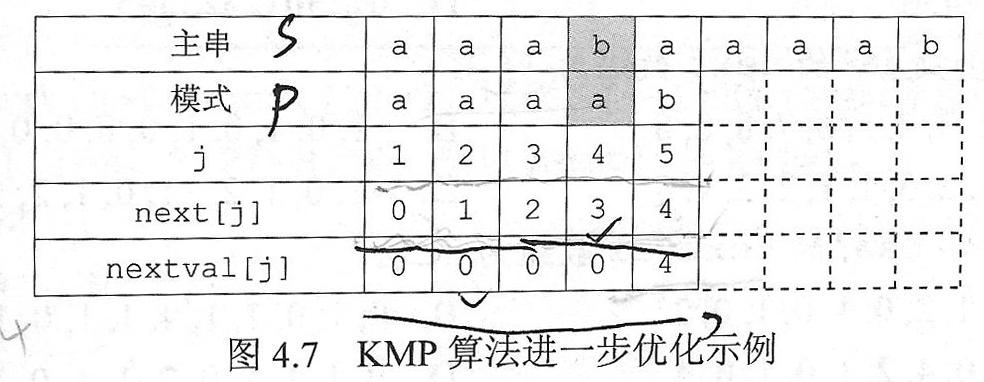 主串 S a a a b a a a a b
模式 P a a a a b
j 1 2 3 4 5
next[j] 0 1 2 3 4
nextval[j] 0 0 0 0 4
4
图 4.7 KMP 算法进一步优化示例